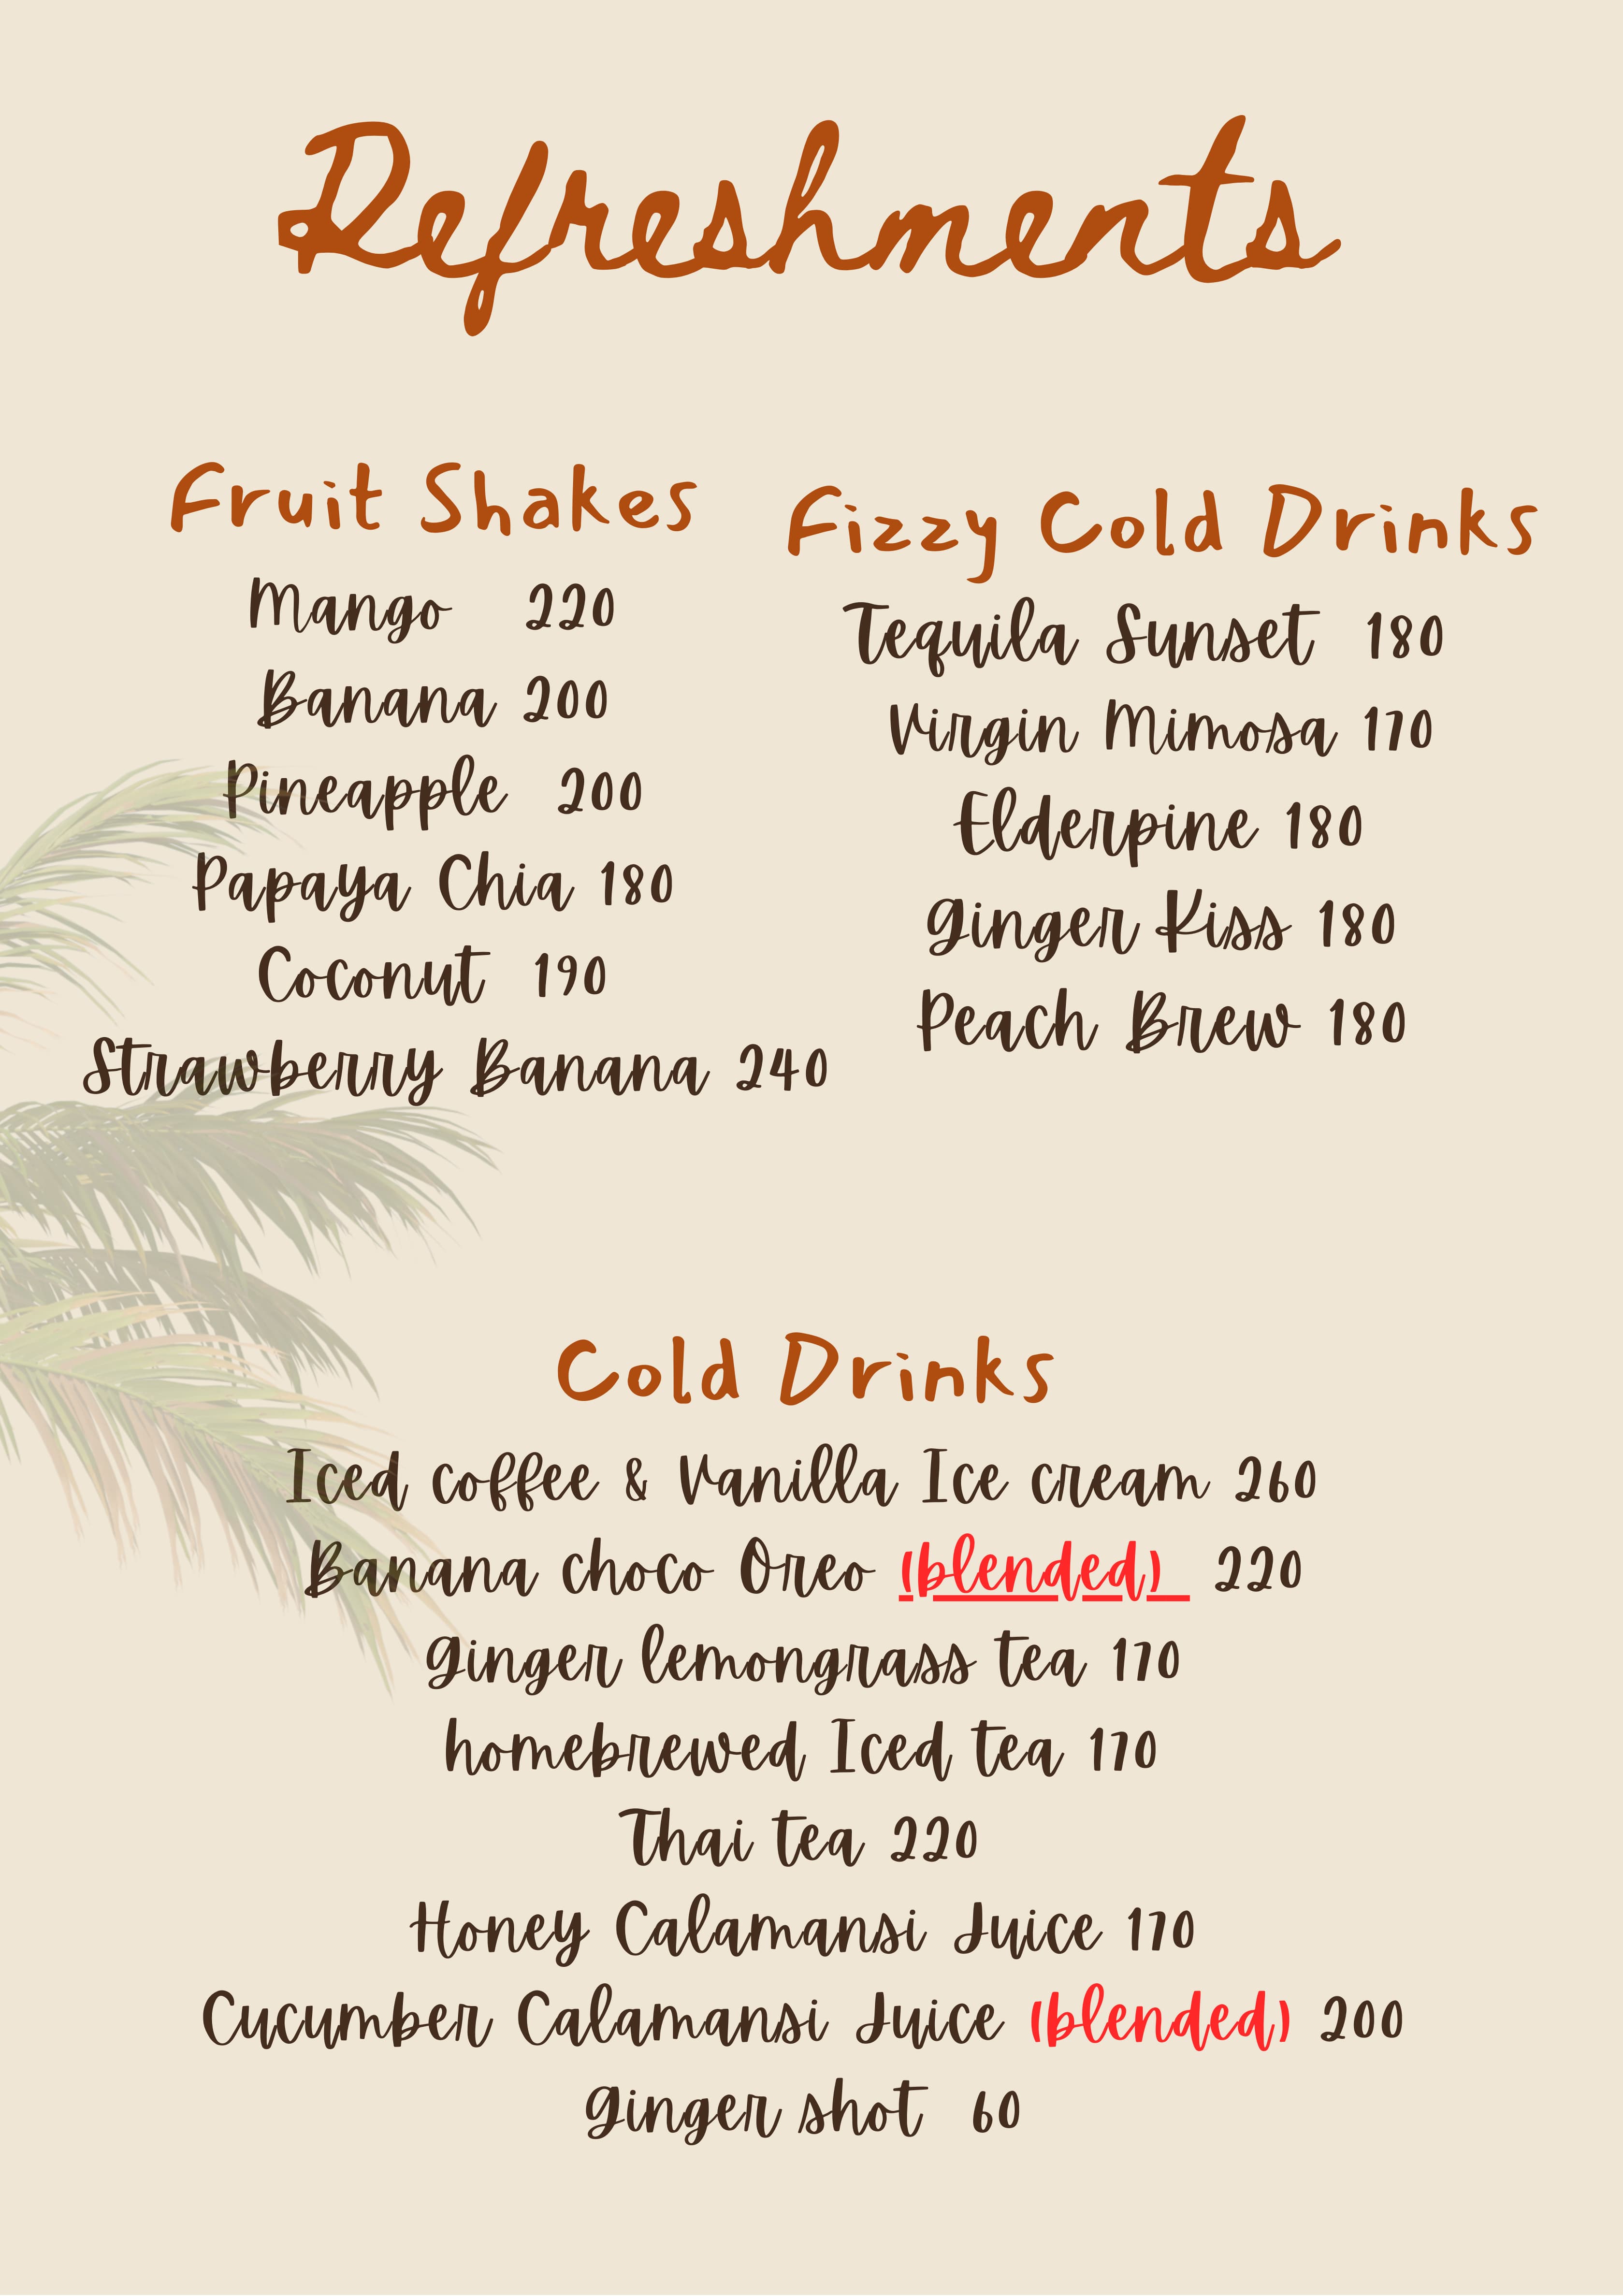 Refreshments
Fruit Shakes
Mango 220
Banana 200
Pineapple 200
Papaya Chia 180
Coconut 190
Strawberry Banana 240
Fizzy Cold Drinks
Tequila Sunset 180
Virgin Mimosa 170
Elderpine 180
Ginger Kiss 180
Peach Brew 180
Cold Drinks
Iced coffee & Vanilla Ice cream 260
Banana choco Oreo (blended) 220
Ginger lemongrass tea 170
homebrewed Iced tea 170
Thai tea 220
Honey Calamansi Juice 170
Cucumber Calamansi Juice (blended) 200
Ginger shot 60